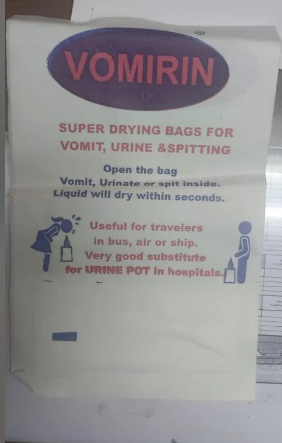 VOMIRIN
SUPER DRYING BAGS FOR
VOMIT, URINE &SPITTING
Open the bag
Vomit, Urinate or spit inside.
Liquid will dry within seconds.
Useful for travelers
in bus, air or ship.
Very good substitute
for URINE POT in hospitals.